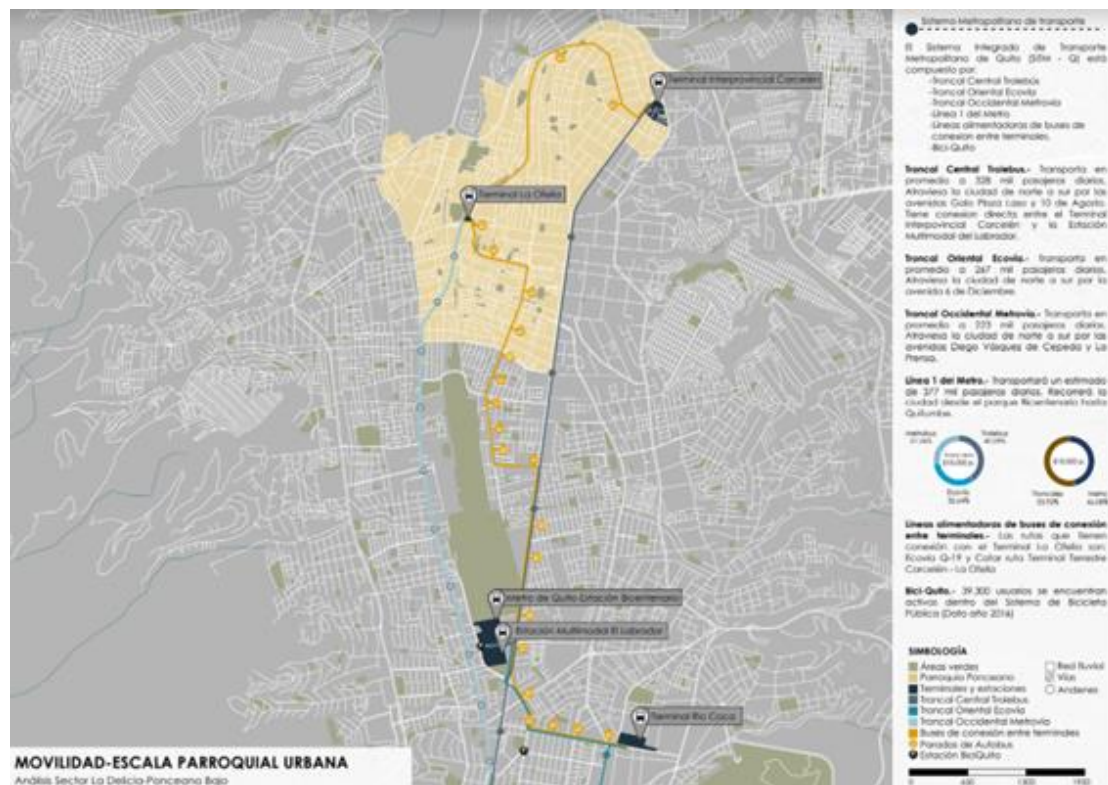 Terminal Interprovincial Carcelén
Terminal La Ofelia
Metro de Quito Estación Bicentenario
Estación Multimodal El Labrador
Terminal Río Coca
MOVILIDAD-ESCALA PARROQUIAL URBANA
Análisis Sector La Delicia-Ponceano Bajo
Sistema Metropolitano de transporte
El Sistema Integrado de Transporte
Metropolitano de Quito (SITM - Q) está
compuesto por:
-Troncal Central Trolebús
-Troncal Oriental Ecovía
-Troncal Occidental Metrovía
-Línea 1 del Metro
-Líneas alimentadoras de buses de
conexion entre terminales.
-Bici-Quito
Troncal Central Trolebus.- Transporta en
promedio a 328 mil pasajeros diarios.
Atraviesa la ciudad de norte a sur por las
avenidas Galo Plaza Lasso y 10 de Agosto.
Tiene conexion directa entre el Terminal
Interpovincial Carcelén y la Estación
Multimodal del Labrador.
Troncal Oriental Ecovía.- Transporta en
promedio a 267 mil pasajeros diarios.
Atraviesa la ciudad de norte a sur por la
avenida 6 de Diciembre.
Troncal Occidental Metrovía.- Transporta en
promedio a 223 mil pasajeros diarios.
Atraviesa la ciudad de norte a sur por las
avenidas Diego Vásquez de Cepeda y La
Prensa.
Línea 1 del Metro.- Transportará un estimado
de 377 mil pasajeros diarios. Recorrerá la
ciudad desde el parque Bicentenario hasta
Quitumbe.
Metrobus
Trolebus
Ecovía
Troncales
Metro
Líneas alimentadoras de buses de conexión
entre terminales.- Las rutas que tienen
conexión con el Terminal La Ofelia son:
Ecovía Q-19 y Catar ruta Terminal Terrestre
Carcelén - La Ofelia
Bici-Quito.- 39.300 usuarios se encuentran
activos dentro del Sistema de Bicicleta
Pública (Dato año 2016)
SIMBOLOGÍA
Áreas verdes
Parroquia Ponceano
Terminales y estaciones
Troncal Central Trolebus
Troncal Oriental Ecovía
Troncal Occidental Metrovía
Buses de conexión entre terminales
Paradas de Autobus
Estación BiciQuito
Red fluvial
Vías
Andenes
0